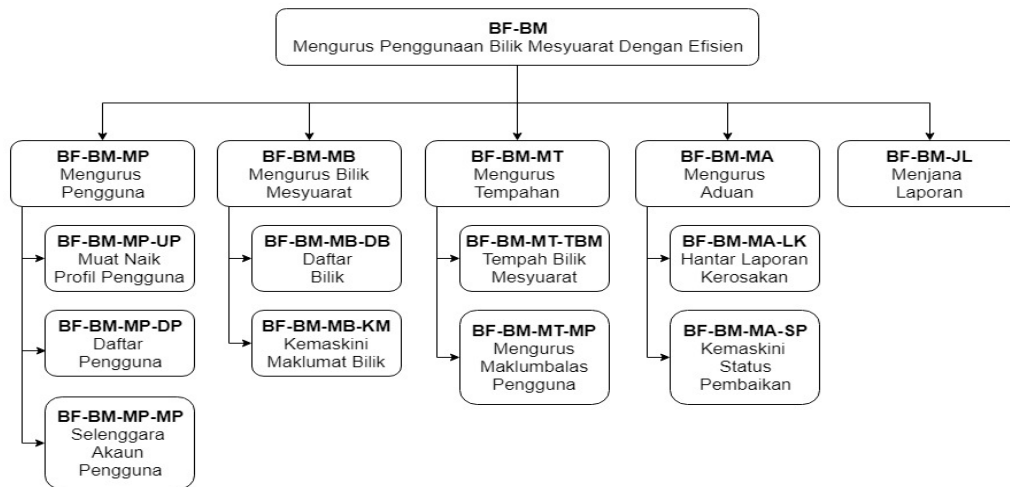 BF-BM
Mengurus Penggunaan Bilik Mesyuarat Dengan Efisien
BF-BM-MP
Mengurus
Pengguna
BF-BM-MB
Mengurus Bilik
Mesyuarat
BF-BM-MT
Mengurus
Tempahan
BF-BM-MA
Mengurus
Aduan
BF-BM-JL
Menjana
Laporan
BF-BM-MP-UP
Muat Naik
Profil Pengguna
BF-BM-MB-DB
Daftar
Bilik
BF-BM-MT-TBM
Tempah Bilik
Mesyuarat
BF-BM-MA-LK
Hantar Laporan
Kerosakan
BF-BM-MP-DP
Daftar
Pengguna
BF-BM-MB-KM
Kemaskini
Maklumat Bilik
BF-BM-MT-MP
Mengurus
Maklumbalas
Pengguna
BF-BM-MA-SP
Kemaskini
Status
Pembaikan
BF-BM-MP-MP
Selenggara
Akaun
Pengguna